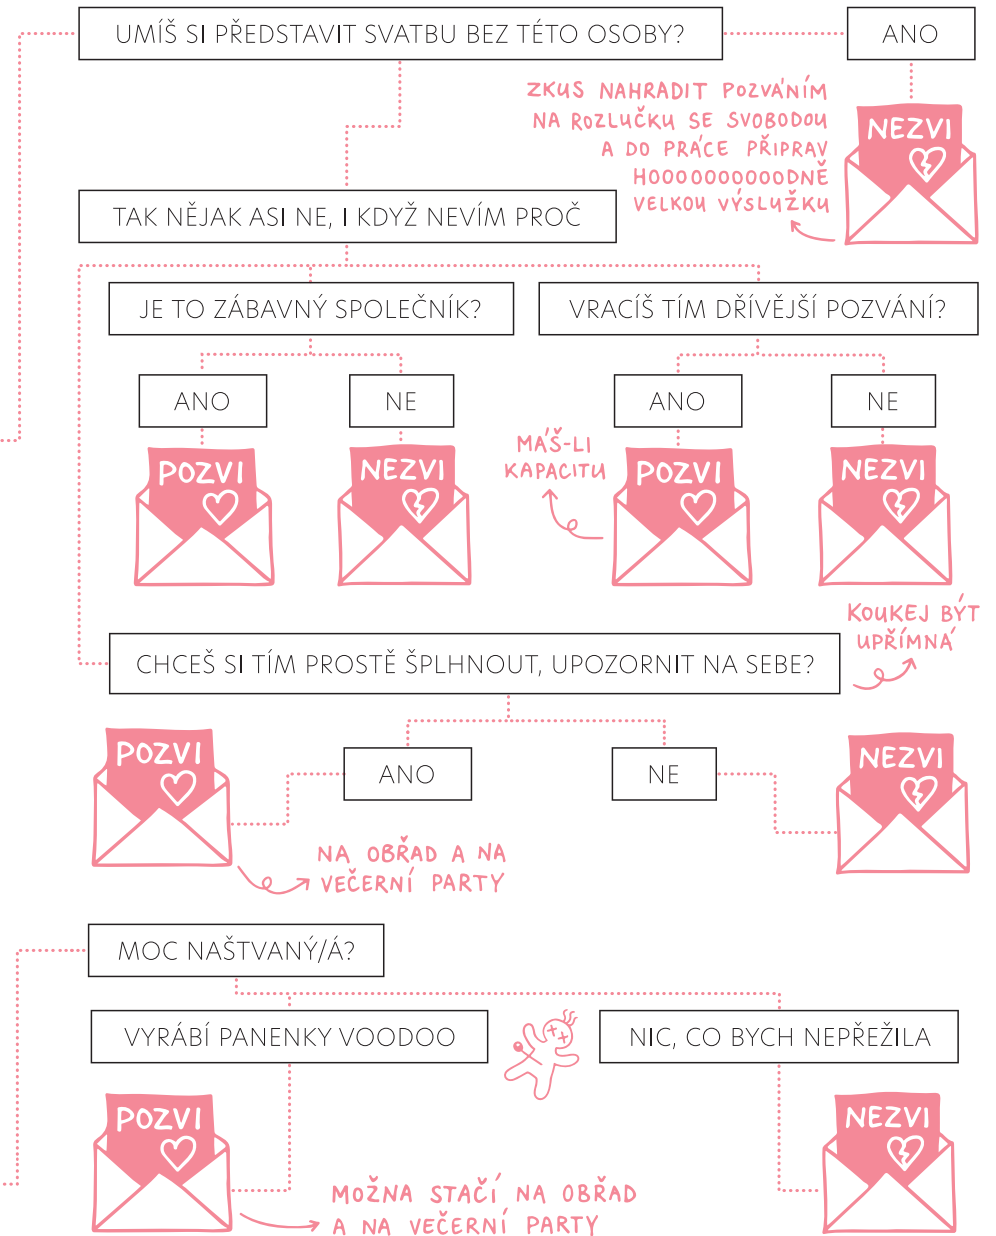 UMÍŠ SI PŘEDSTAVIT SVATBU BEZ TÉTO OSOBY?
ANO
ZKUS NAHRADIT POZVÁNÍM
NA ROZLUČKU SE SVOBODOU
A DO PRÁCE PŘIPRAV
HOOOOOOOOOODNĚ
VELKOU VÝSLUŽKU
NEZVI
TAK NĚJAK ASI NE, I KDYŽ NEVÍM PROČ
JE TO ZÁBAVNÝ SPOLEČNÍK?
VRACÍŠ TÍM DŘÍVĚJŠÍ POZVÁNÍ?
ANO
NE
ANO
NE
POZVI
NEZVI
MÁŠ-LI
KAPACITU
POZVI
NEZVI
KOUKEJ BÝT
UPŘÍMNÁ
CHCEŠ SI TÍM PROSTĚ ŠPLHNOUT, UPOZORNIT NA SEBE?
POZVI
ANO
NE
NEZVI
NA OBŘAD A NA
VEČERNÍ PARTY
MOC NAŠTVANÝ/Á?
VYRÁBÍ PANENKY VOODOO
NIC, CO BYCH NEPŘEŽILA
POZVI
NEZVI
MOŽNA STAČÍ NA OBŘAD
A NA VEČERNÍ PARTY